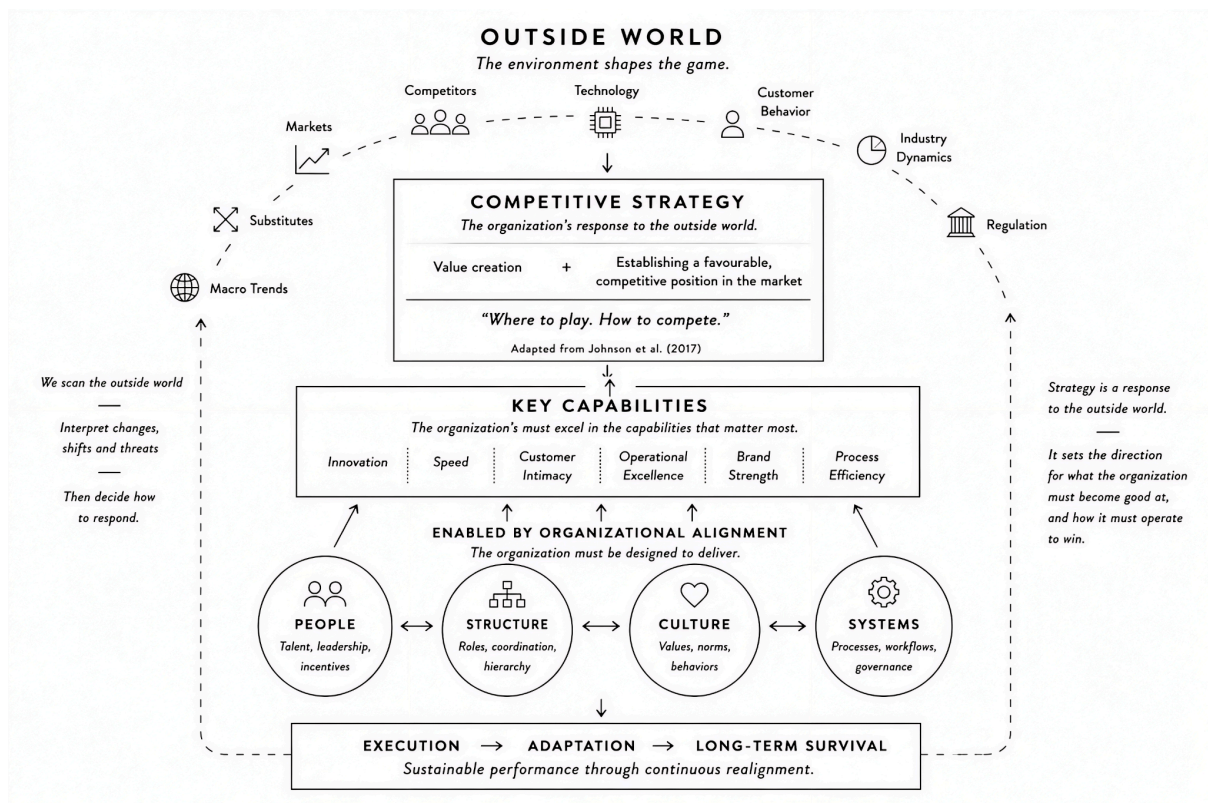 OUTSIDE WORLD
The environment shapes the game.
Competitors
Technology
Customer
Behavior
Markets
Industry
Dynamics
Substitutes
Regulation
Macro Trends
COMPETITIVE STRATEGY
The organization's response to the outside world.
Value creation
+
Establishing a favourable,
competitive position in the market
“Where to play. How to compete.”
Adapted from Johnson et al. (2017)
We scan the outside world
Interpret changes,
shifts and threats
Then decide how
to respond.
Strategy is a response
to the outside world.
It sets the direction
for what the organization
must become good at,
and how it must operate
to win.
KEY CAPABILITIES
The organization's must excel in the capabilities that matter most.
Innovation
Speed
Customer
Intimacy
Operational
Excellence
Brand
Strength
Process
Efficiency
ENABLED BY ORGANIZATIONAL ALIGNMENT
The organization must be designed to deliver.
PEOPLE
Talent, leadership,
incentives
STRUCTURE
Roles, coordination,
hierarchy
CULTURE
Values, norms,
behaviors
SYSTEMS
Processes, workflows,
governance
EXECUTION → ADAPTATION → LONG-TERM SURVIVAL
Sustainable performance through continuous realignment.